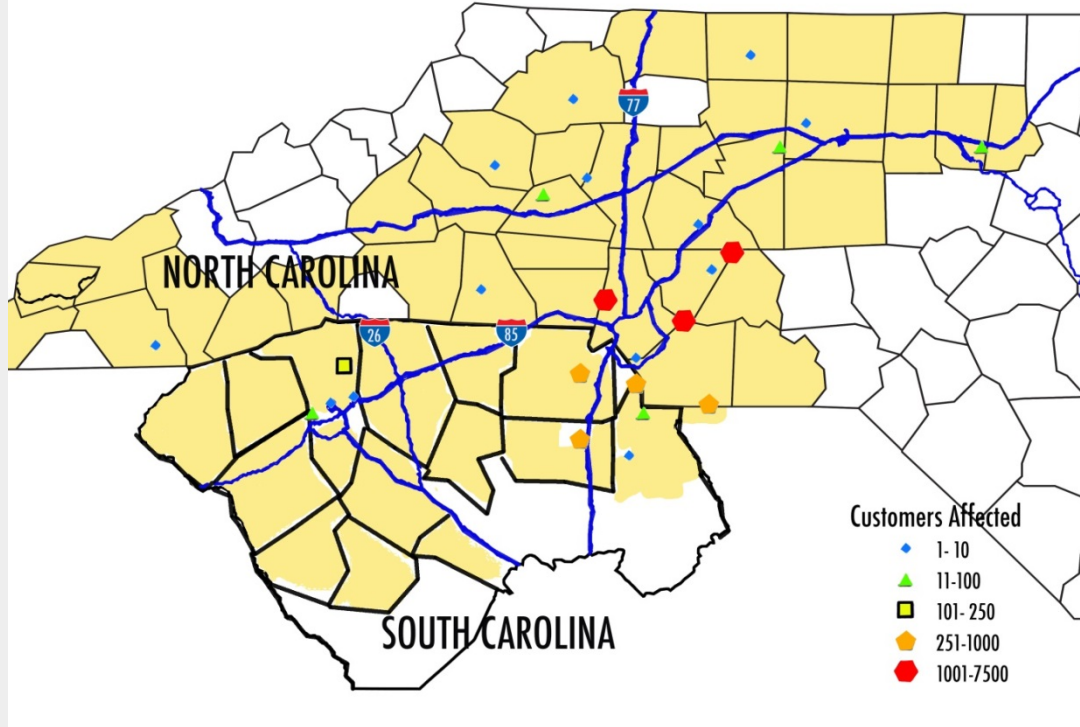 77
NORTH CAROLINA
26
85
Customers Affected
1- 10
11-100
101- 250
251-1000
1001-7500
SOUTH CAROLINA